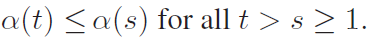 α(t) ≤ α(s) for all t > s ≥ 1.